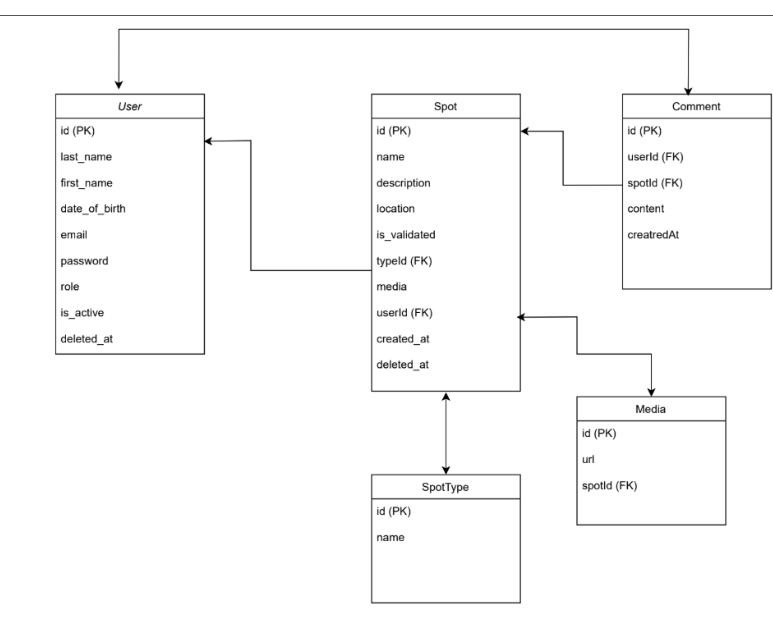 User
id (PK)
last_name
first_name
date_of_birth
email
password
role
is_active
deleted_at
Spot
id (PK)
name
description
location
is_validated
typeId (FK)
media
userId (FK)
created_at
deleted_at
Comment
id (PK)
userId (FK)
spotId (FK)
content
creatredAt
Media
id (PK)
url
spotId (FK)
SpotType
id (PK)
name